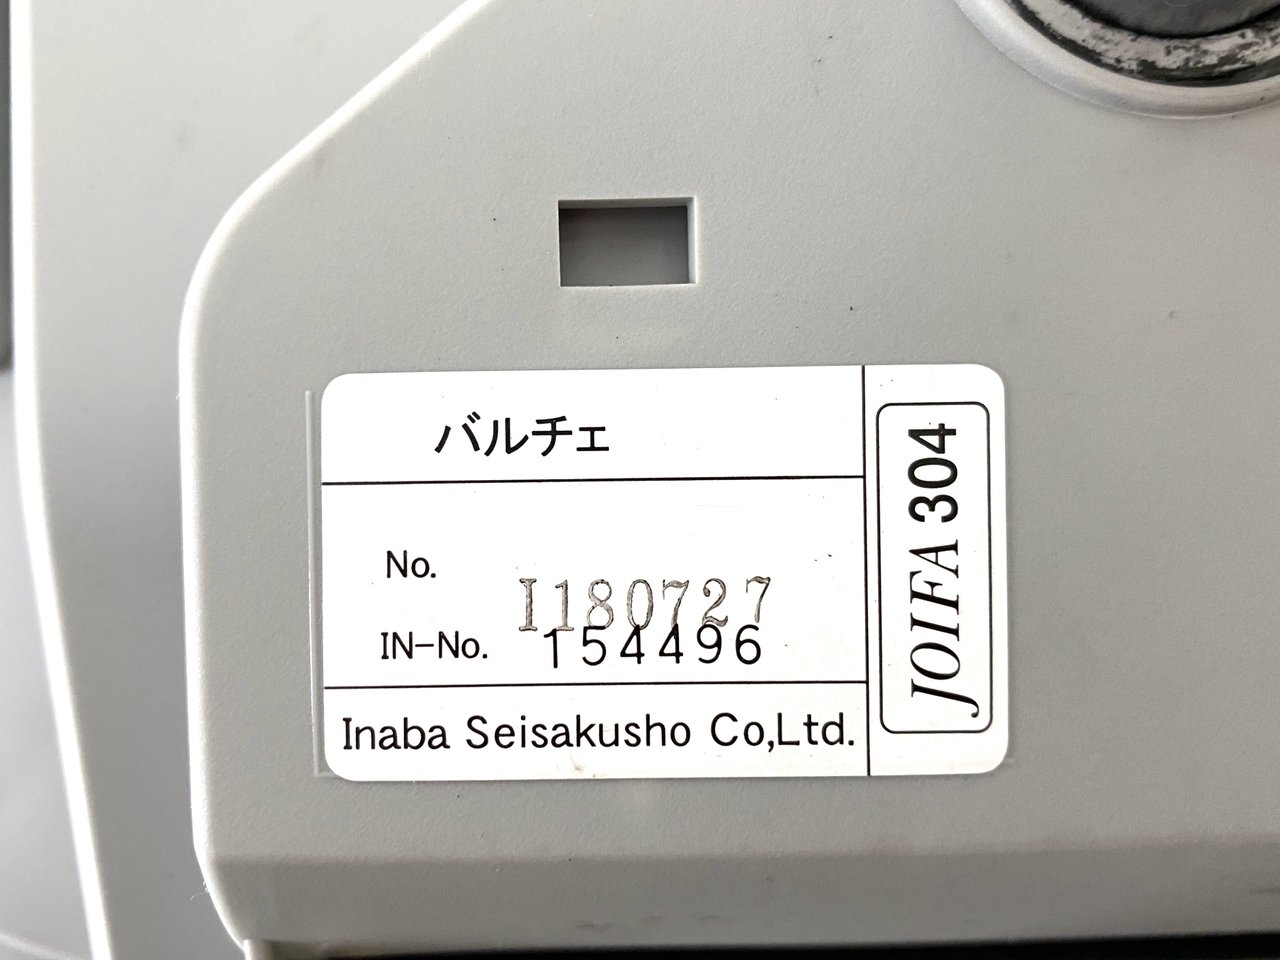 バルチェ
No. I180727
IN-No. 154496
Inaba Seisakusho Co,Ltd.
JOIFA 304